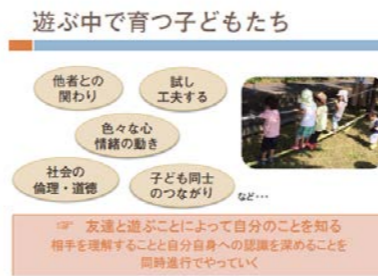 遊ぶ中で育つ子どもたち
他者との
関わり
試し
工夫する
色々な心
情緒の動き
社会の
倫理・道徳
子ども同士
のつながり
など…
☞ 友達と遊ぶことによって自分のことを知る
相手を理解することと自分自身への認識を深めることを
同時進行でやっていく